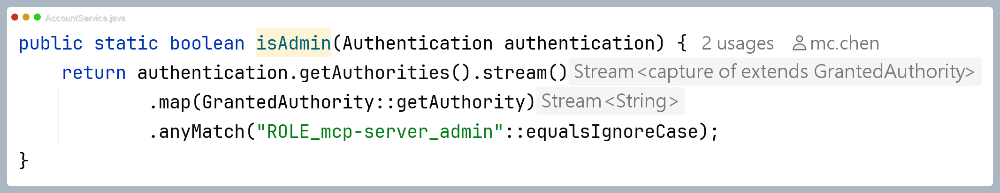 AccountService.java
public static boolean isAdmin(Authentication authentication) { 2 usages mc.chen
return authentication.getAuthorities().stream() Stream<capture of extends GrantedAuthority>
.map(GrantedAuthority::getAuthority) Stream<String>
.anyMatch("ROLE_mcp-server_admin"::equalsIgnoreCase);
}